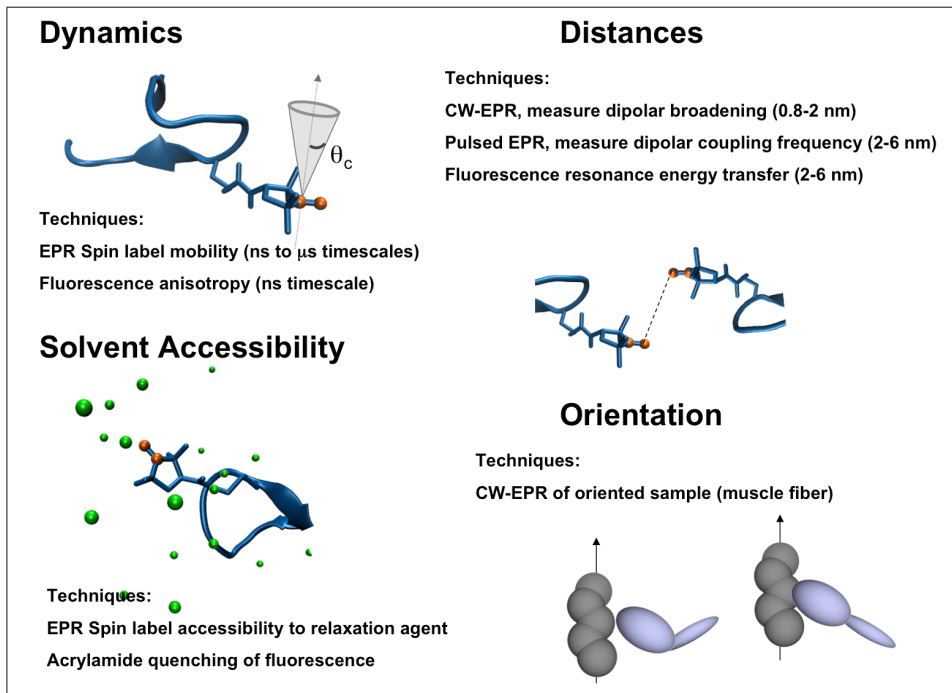 Dynamics
θc
Techniques:
EPR Spin label mobility (ns to μs timescales)
Fluorescence anisotropy (ns timescale)
Distances
Techniques:
CW-EPR, measure dipolar broadening (0.8-2 nm)
Pulsed EPR, measure dipolar coupling frequency (2-6 nm)
Fluorescence resonance energy transfer (2-6 nm)
Solvent Accessibility
Techniques:
EPR Spin label accessibility to relaxation agent
Acrylamide quenching of fluorescence
Orientation
Techniques:
CW-EPR of oriented sample (muscle fiber)